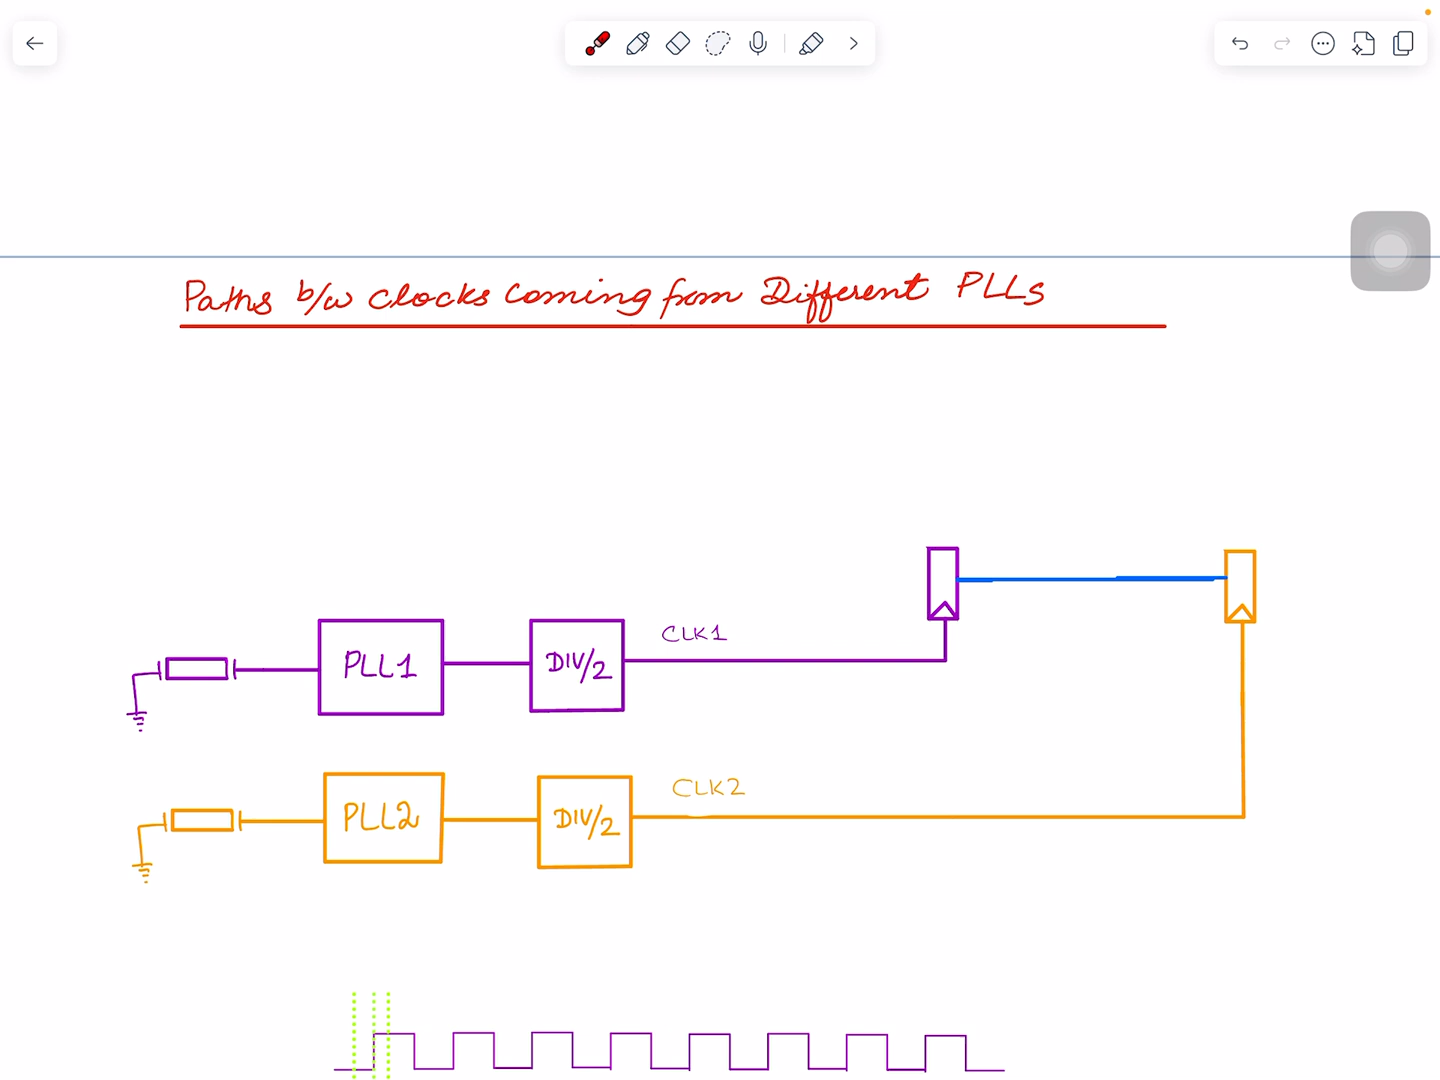 Paths b/w clocks coming from Different PLLs
CLK1
PLL1
DIV/2
CLK2
PLL2
DIV/2